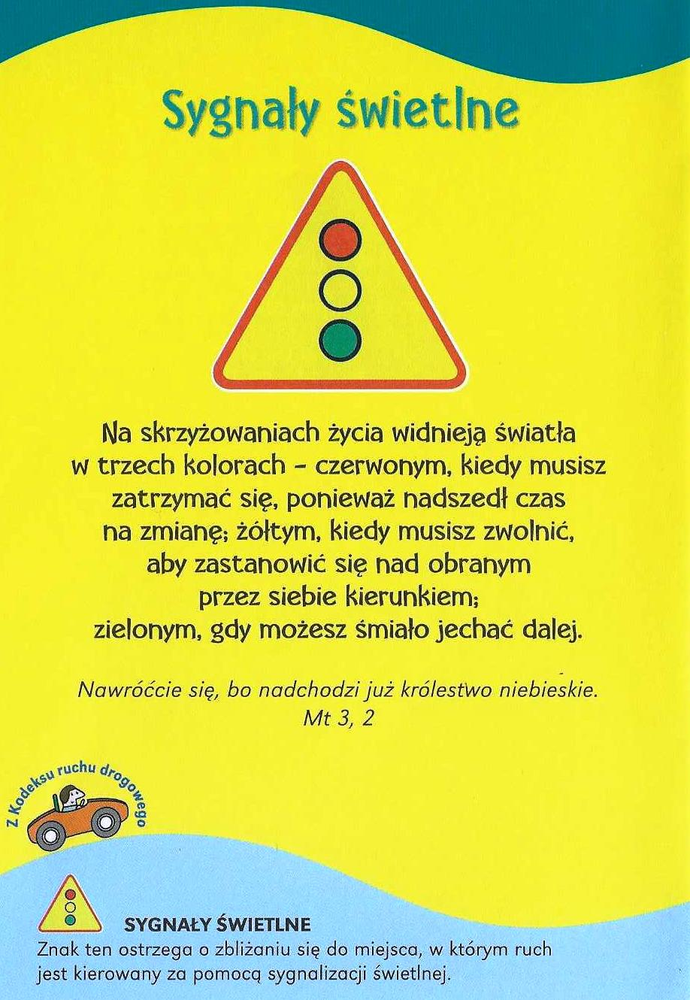 Sygnały świetlne
Na skrzyżowaniach życia widnieją światła
w trzech kolorach – czerwonym, kiedy musisz
zatrzymać się, ponieważ nadszedł czas
na zmianę; żółtym, kiedy musisz zwolnić,
aby zastanowić się nad obranym
przez siebie kierunkiem;
zielonym, gdy możesz śmiało jechać dalej.
Nawróćcie się, bo nadchodzi już królestwo niebieskie.
Mt 3, 2
Z Kodeksu ruchu drogowego
SYGNAŁY ŚWIETLNE
Znak ten ostrzega o zbliżaniu się do miejsca, w którym ruch
jest kierowany za pomocą sygnalizacji świetlnej.